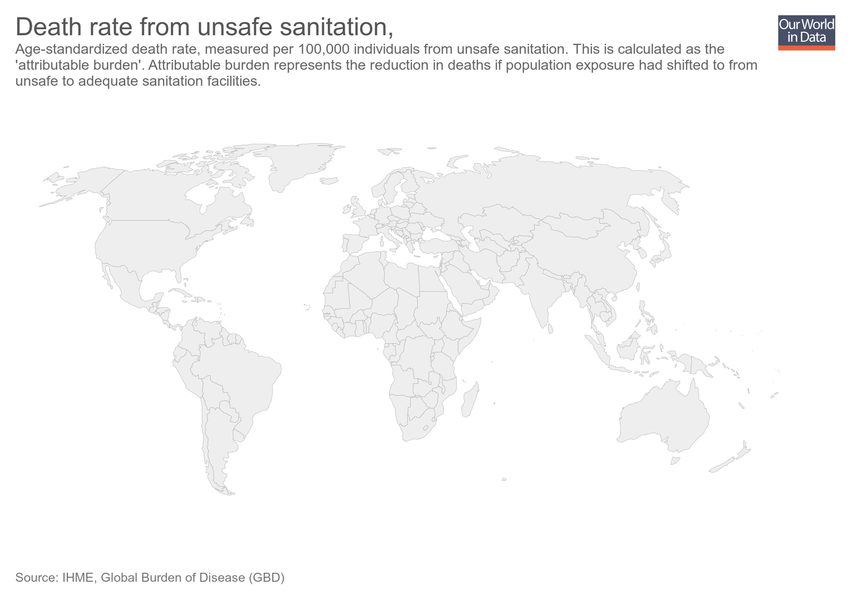 Death rate from unsafe sanitation,
Our World
in Data
Age-standardized death rate, measured per 100,000 individuals from unsafe sanitation. This is calculated as the
'attributable burden'. Attributable burden represents the reduction in deaths if population exposure had shifted to from
unsafe to adequate sanitation facilities.
Source: IHME, Global Burden of Disease (GBD)